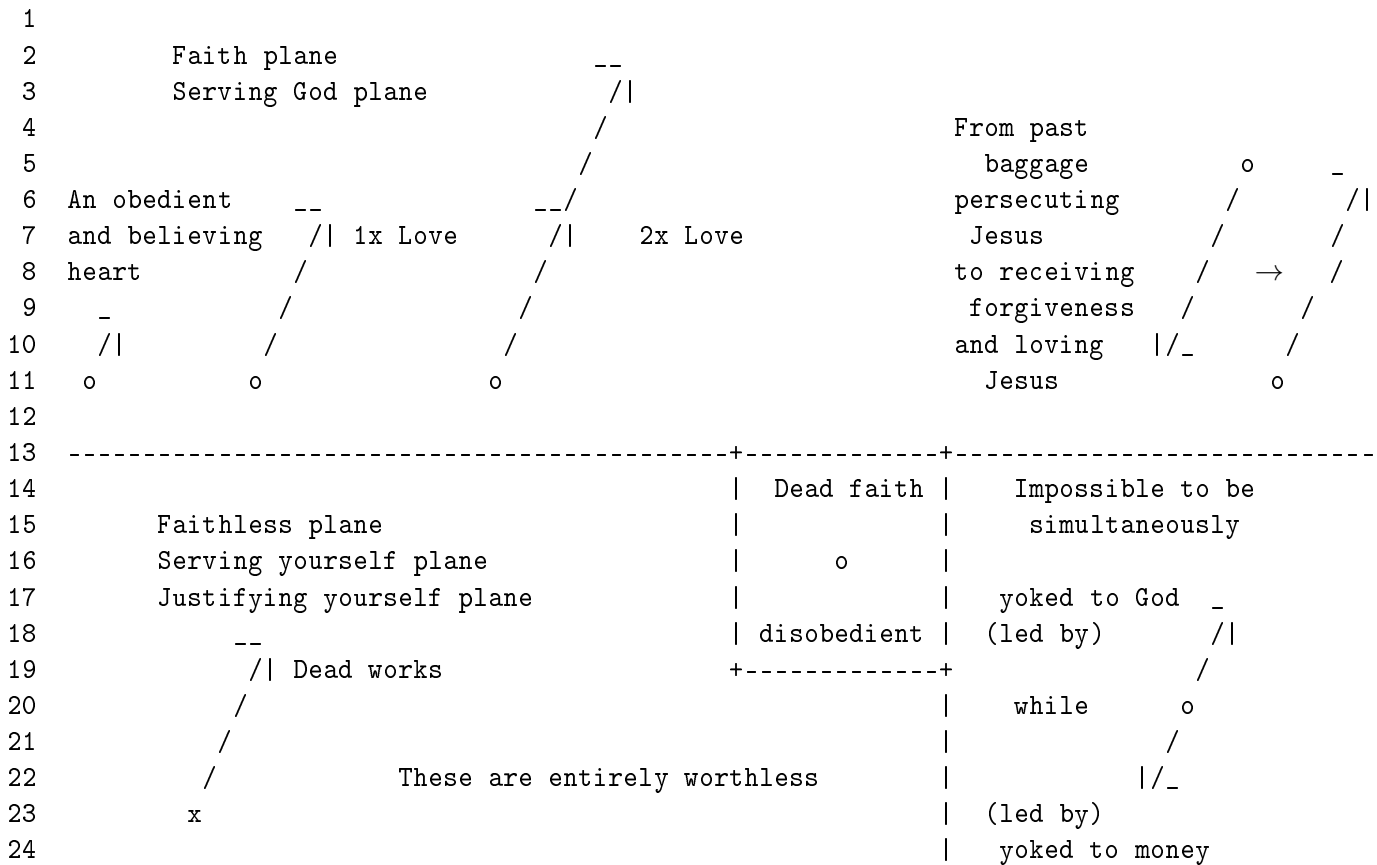 1
2 Faith plane __
3 Serving God plane /|
4 / From past
5 / baggage o _
6 An obedient __ __/ persecuting / /|
7 and believing /| 1x Love /| 2x Love Jesus / /
8 heart / / to receiving / → /
9 _ / / forgiveness / /
10 /| / / and loving |/_ /
11 o o o Jesus o
12
13 --------------------------------------------+-------------+----------------------------
14 | Dead faith | Impossible to be
15 Faithless plane | | simultaneously
16 Serving yourself plane | o |
17 Justifying yourself plane | | yoked to God _
18 __ | disobedient | (led by) /|
19 /| Dead works +-------------+ /
20 / | while o
21 / | /
22 / These are entirely worthless | |/_
23 x | (led by)
24 | yoked to money